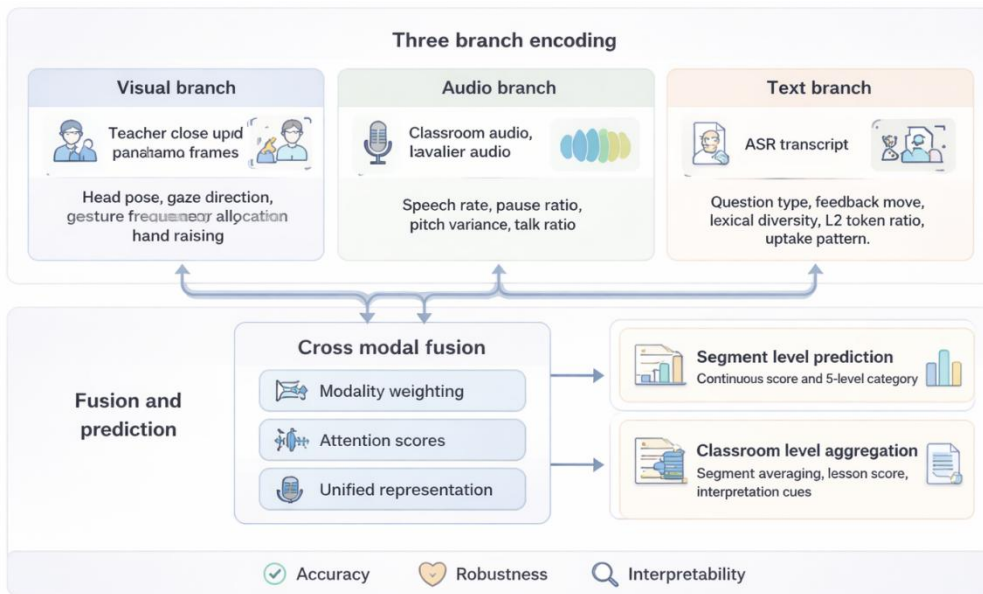 Three branch encoding
Visual branch
Teacher close upıd
panahamo frames
Head pose, gaze direction,
gesture allocation
hand raising
Audio branch
Classroom audio,
lavalier audio
Speech rate, pause ratio,
pitch variance, talk ratio
Text branch
ASR transcript
Question type, feedback move,
lexical diversity, L2 token ratio,
uptake pattern.
Fusion and
prediction
Cross modal fusion
Modality weighting
Attention scores
Unified representation
Segment level prediction
Continuous score and 5-level category
Classroom level aggregation
Segment averaging, lesson score,
interpretation cues
Accuracy
Robustness
Interpretability